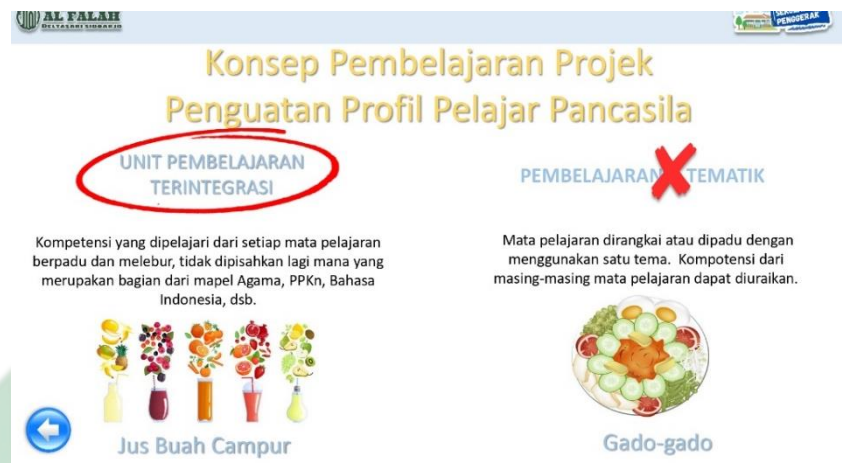 AL FALAH
DELTASARI SIDOARJO
PENGGERAK
Konsep Pembelajaran Projek
Penguatan Profil Pelajar Pancasila
UNIT PEMBELAJARAN
TERINTEGRASI
Kompetensi yang dipelajari dari setiap mata pelajaran
berpadu dan melebur, tidak dipisahkan lagi mana yang
merupakan bagian dari mapel Agama, PPKn, Bahasa
Indonesia, dsb.
Jus Buah Campur
PEMBELAJARAN TEMATIK
Mata pelajaran dirangkai atau dipadu dengan
menggunakan satu tema. Kompotensi dari
masing-masing mata pelajaran dapat diuraikan.
Gado-gado